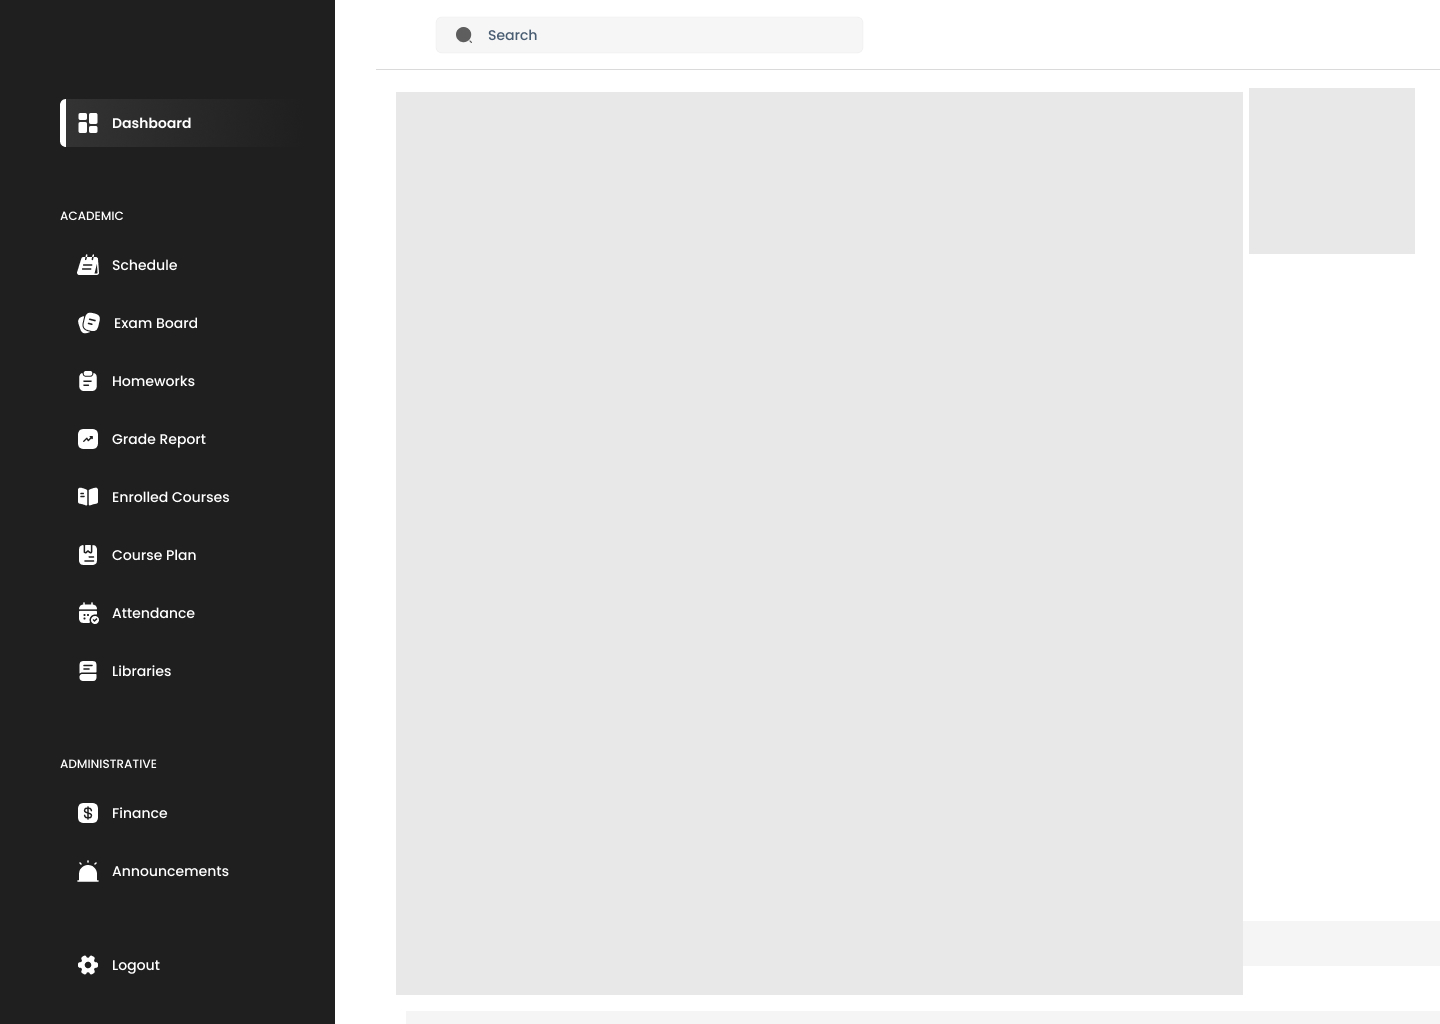 Search
Dashboard
ACADEMIC
Schedule
Exam Board
Homeworks
Grade Report
Enrolled Courses
Course Plan
Attendance
Libraries
ADMINISTRATIVE
Finance
Announcements
Logout